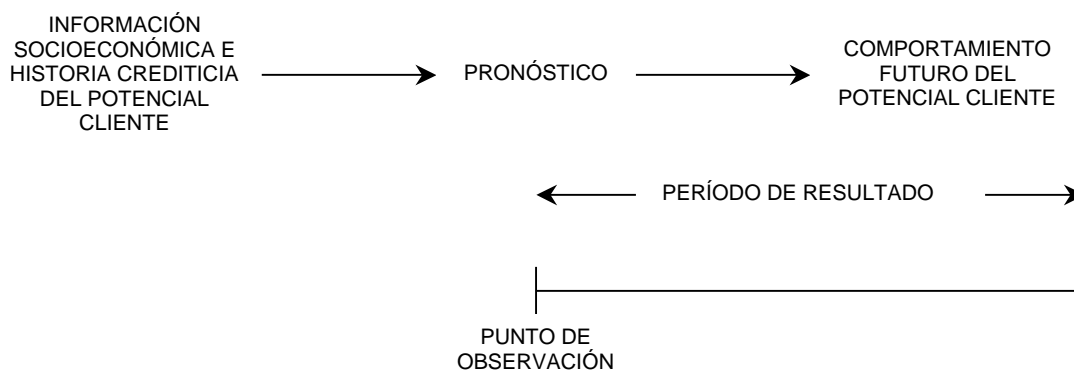 INFORMACIÓN
SOCIOECONÓMICA E
HISTORIA CREDITICIA
DEL POTENCIAL
CLIENTE
PRONÓSTICO
COMPORTAMIENTO
FUTURO DEL
POTENCIAL CLIENTE
PERÍODO DE RESULTADO
PUNTO DE
OBSERVACIÓN